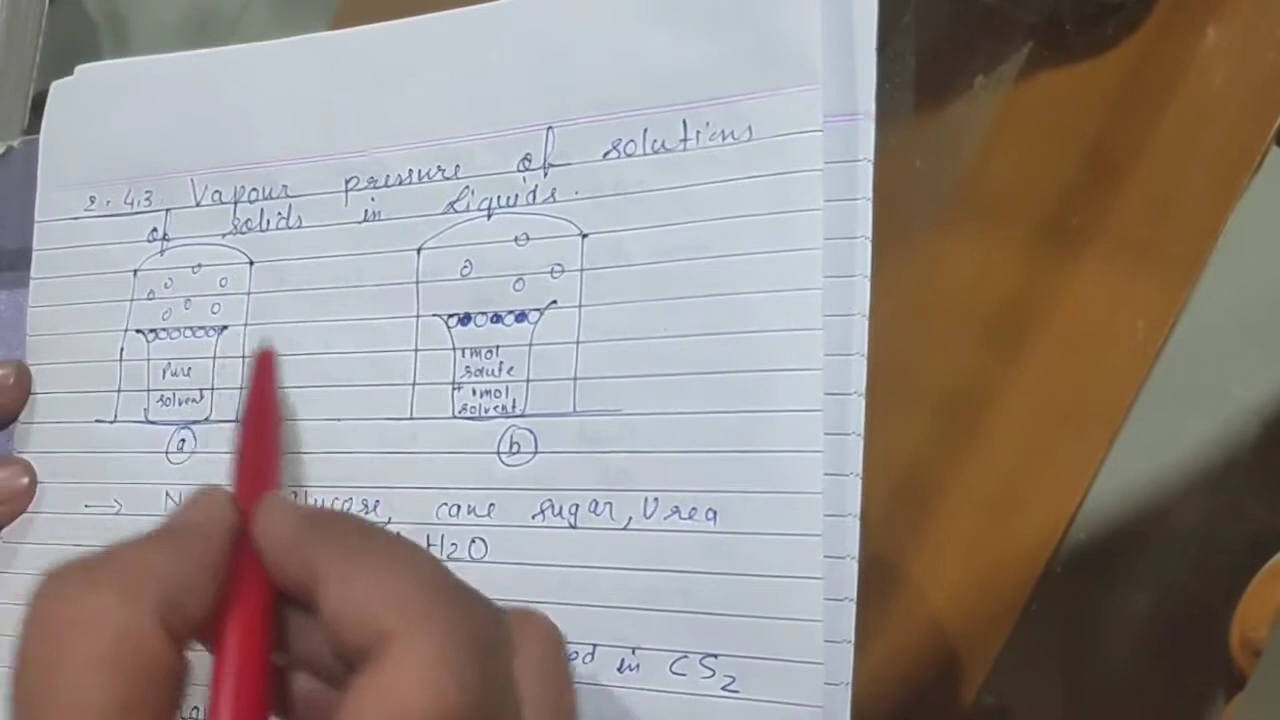 2.4.3. Vapour pressure of solutions
of solids in Liquids.
Pure
solvent
a
1mol
solute
+ 1mol
solvent
b
→ glucose, cane sugar, Urea
H2O
in CS2